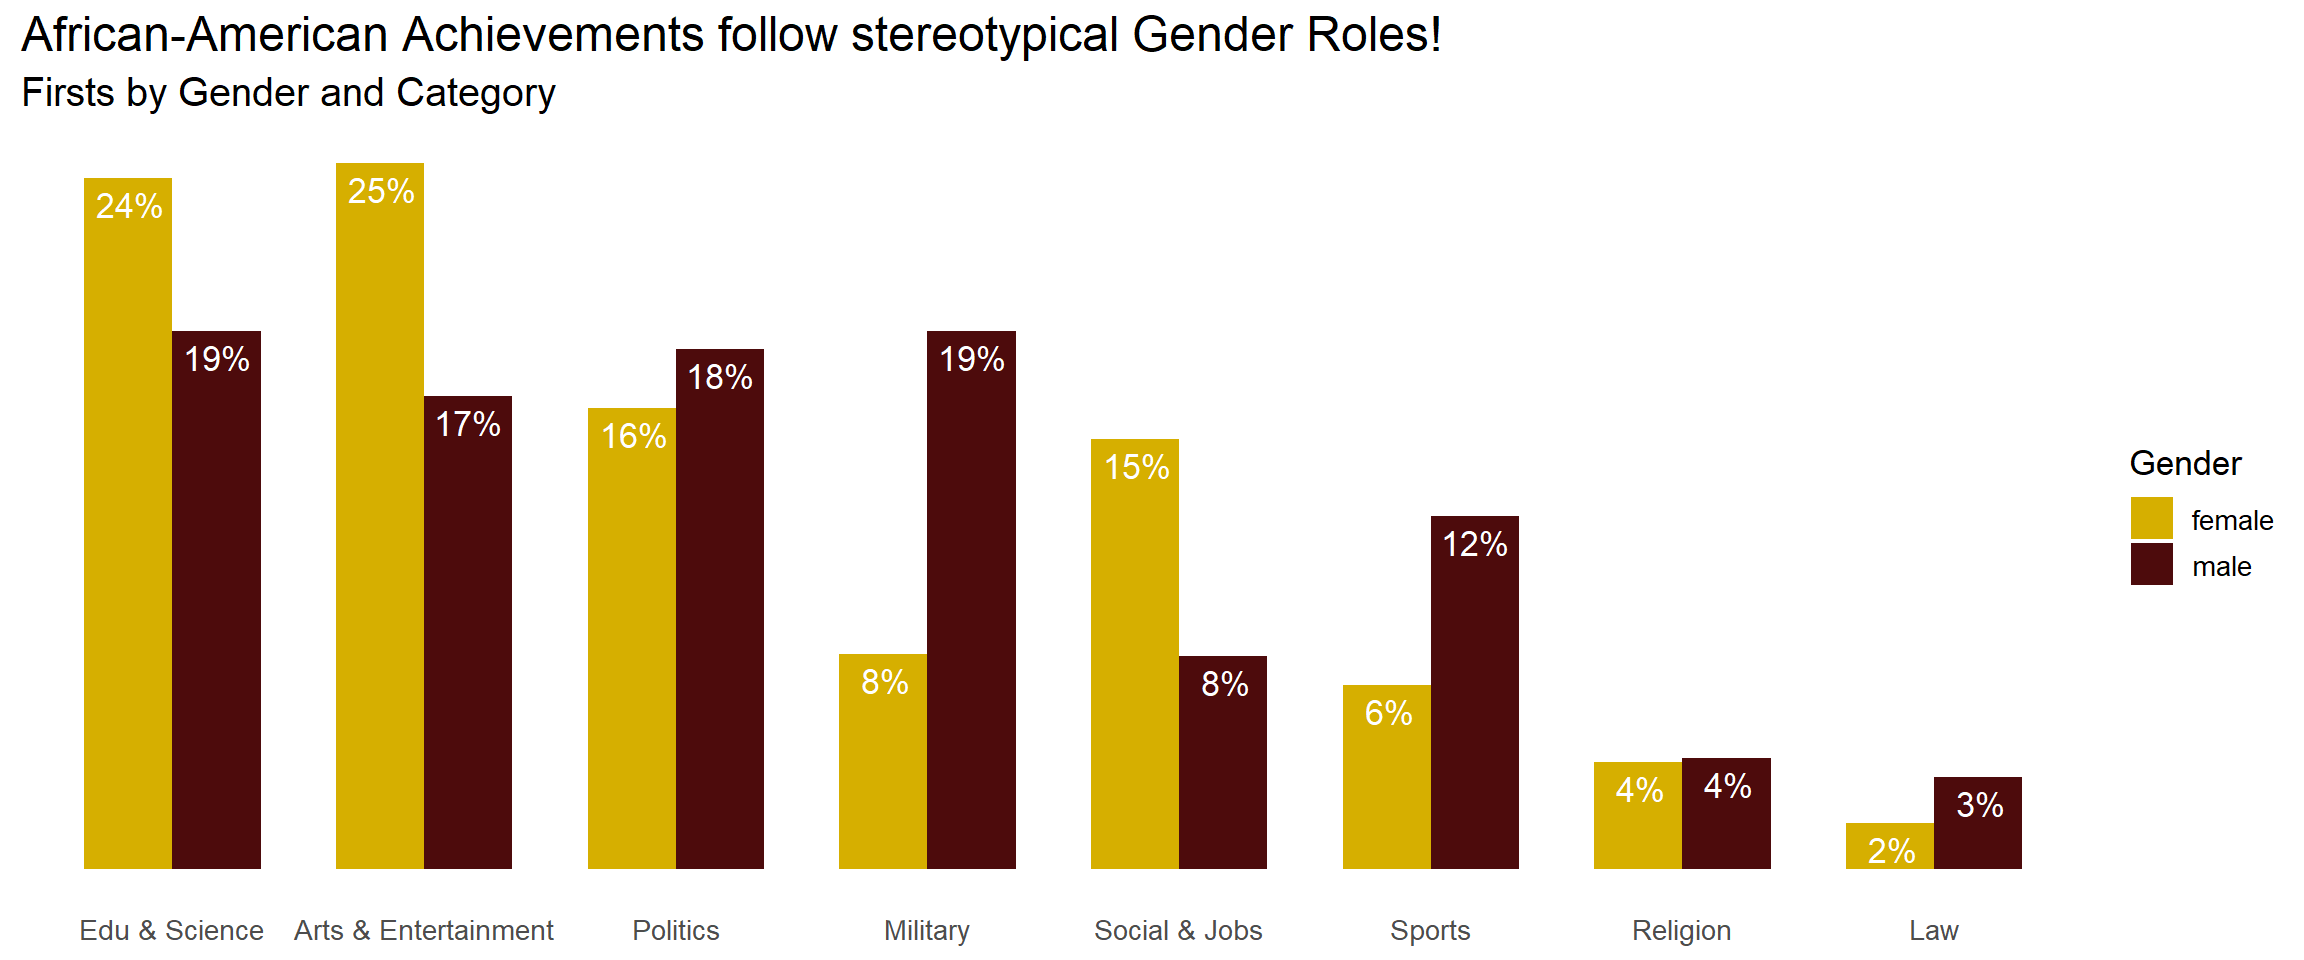 African-American Achievements follow stereotypical Gender Roles!
Firsts by Gender and Category
24%
19%
25%
17%
16%
18%
8%
19%
15%
8%
6%
12%
4%
4%
2%
3%
Edu & Science
Arts & Entertainment
Politics
Military
Social & Jobs
Sports
Religion
Law
Gender
female
male